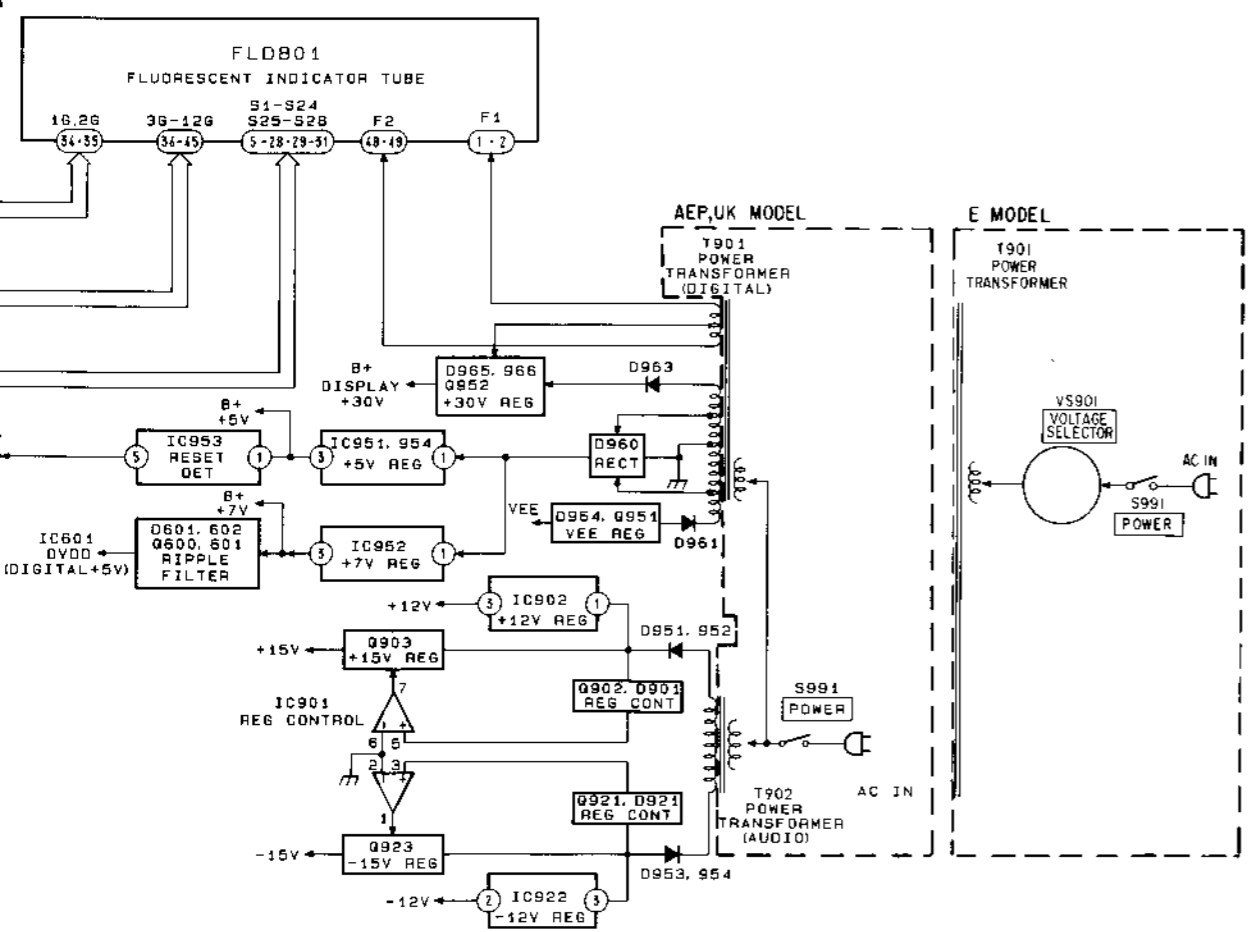 FLD801
FLUORESCENT INDICATOR TUBE
1G,2G
3G-12G
S1-S24
S25-S28
F2
F1
34-35
36-45
5-28-29-31
48-49
1-2
AEP,UK MODEL
E MODEL
T901
POWER
TRANSFORMER
(DIGITAL)
T901
POWER
TRANSFORMER
B+
DISPLAY
+30V
D965, 966
Q952
+30V REG
D963
B+
+5V
5
IC953
RESET
DET
1
3
IC951, 954
+5V REG
1
D960
RECT
VS901
VOLTAGE
SELECTOR
AC IN
S991
POWER
B+
+7V
VEE
D964, Q951
VEE REG
D961
IC601
DVDD
(DIGITAL+5V)
D601, 602
Q600, 601
RIPPLE
FILTER
3
IC952
+7V REG
1
+12V
3
IC902
+12V REG
1
D951, 952
+15V
Q903
+15V REG
7
IC901
REG CONTROL
- +
6 5
Q902, D901
REG CONT
S991
POWER
2 3
- +
1
Q921, D921
REG CONT
T902
POWER
TRANSFORMER
(AUDIO)
AC IN
-15V
Q923
-15V REG
D953, 954
-12V
2
IC922
-12V REG
3